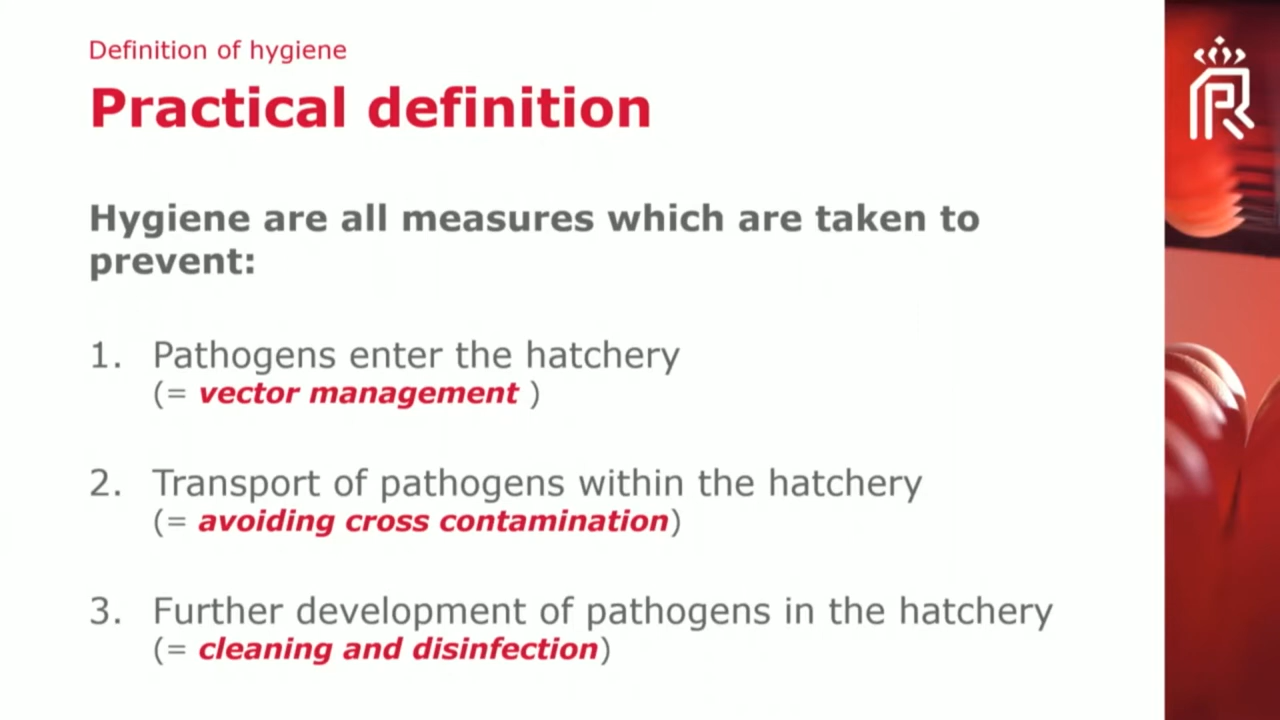 Definition of hygiene
Practical definition
Hygiene are all measures which are taken to
prevent:
1. Pathogens enter the hatchery
(= vector management )
2. Transport of pathogens within the hatchery
(= avoiding cross contamination)
3. Further development of pathogens in the hatchery
(= cleaning and disinfection)